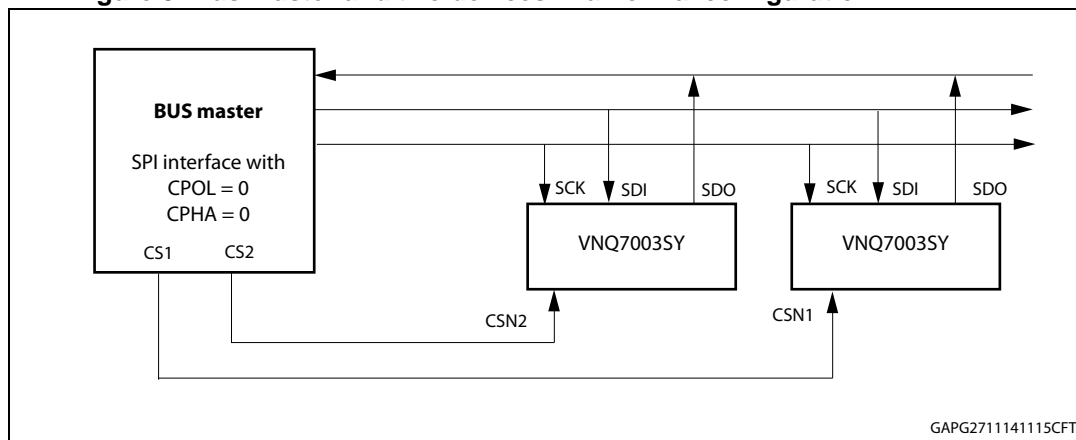 BUS master
SPI interface with
CPOL = 0
CPHA = 0
CS1 CS2
SCK SDI SDO
VNQ7003SY
CSN2
SCK SDI SDO
VNQ7003SY
CSN1
GAPG2711141115CFT